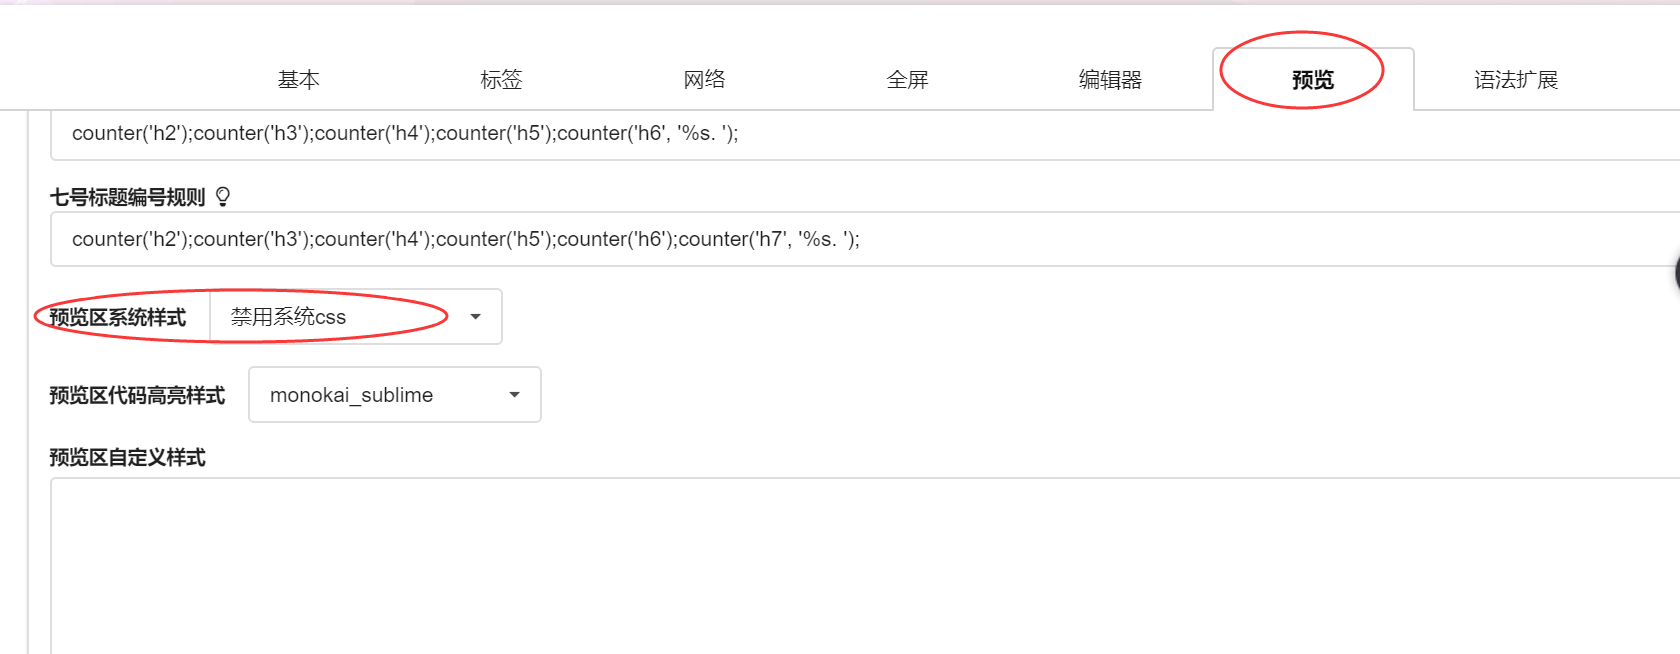 基本 标签 网络 全屏 编辑器 预览 语法扩展
counter('h2');counter('h3');counter('h4');counter('h5');counter('h6', '%s. ');
七号标题编号规则
counter('h2');counter('h3');counter('h4');counter('h5');counter('h6');counter('h7', '%s. ');
预览区系统样式 禁用系统css
预览区代码高亮样式 monokai_sublime
预览区自定义样式